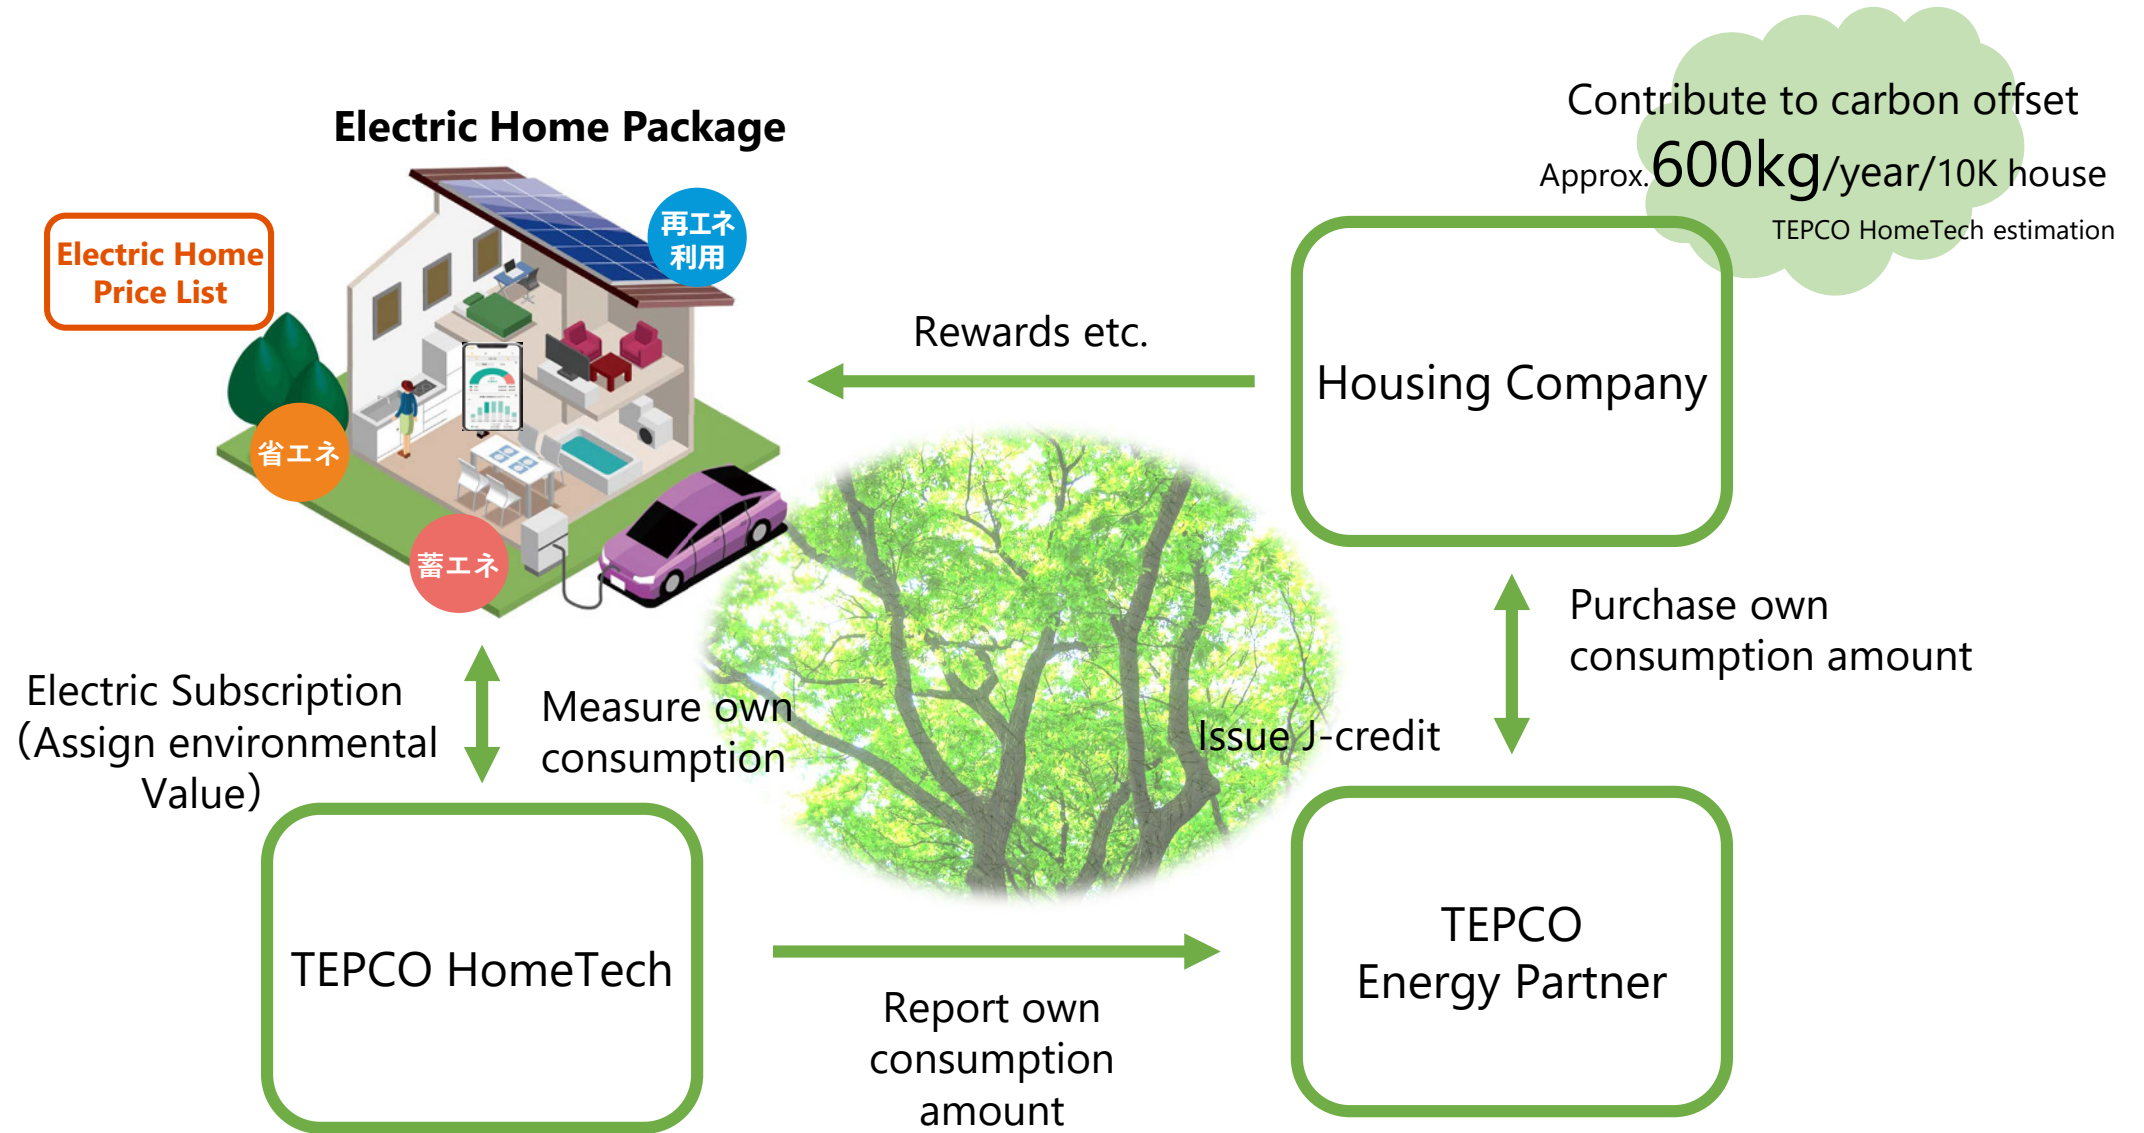 Contribute to carbon offset
Approx.600kg/year/10K house
TEPCO HomeTech estimation
Electric Home Package
Electric Home
Price List
再エネ
利用
省エネ
蓄エネ
Rewards etc.
Housing Company
Purchase own
consumption amount
Issue J-credit
Electric Subscription
（Assign environmental
Value）
Measure own
consumption
TEPCO HomeTech
Report own
consumption
amount
TEPCO
Energy Partner